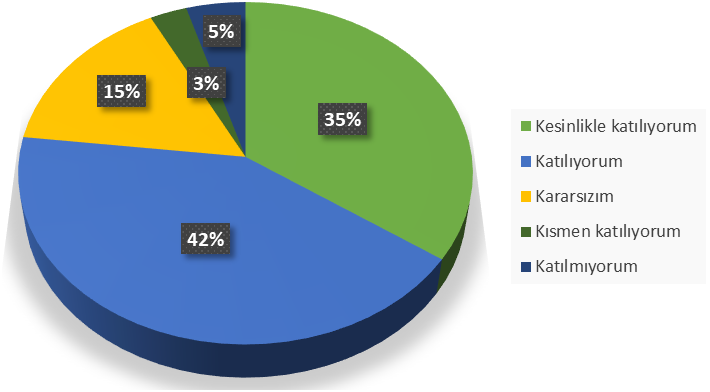 5%
3%
15%
35%
42%
Kesinlikle katılıyorum
Katılıyorum
Kararsızım
Kısmen katılıyorum
Katılmıyorum